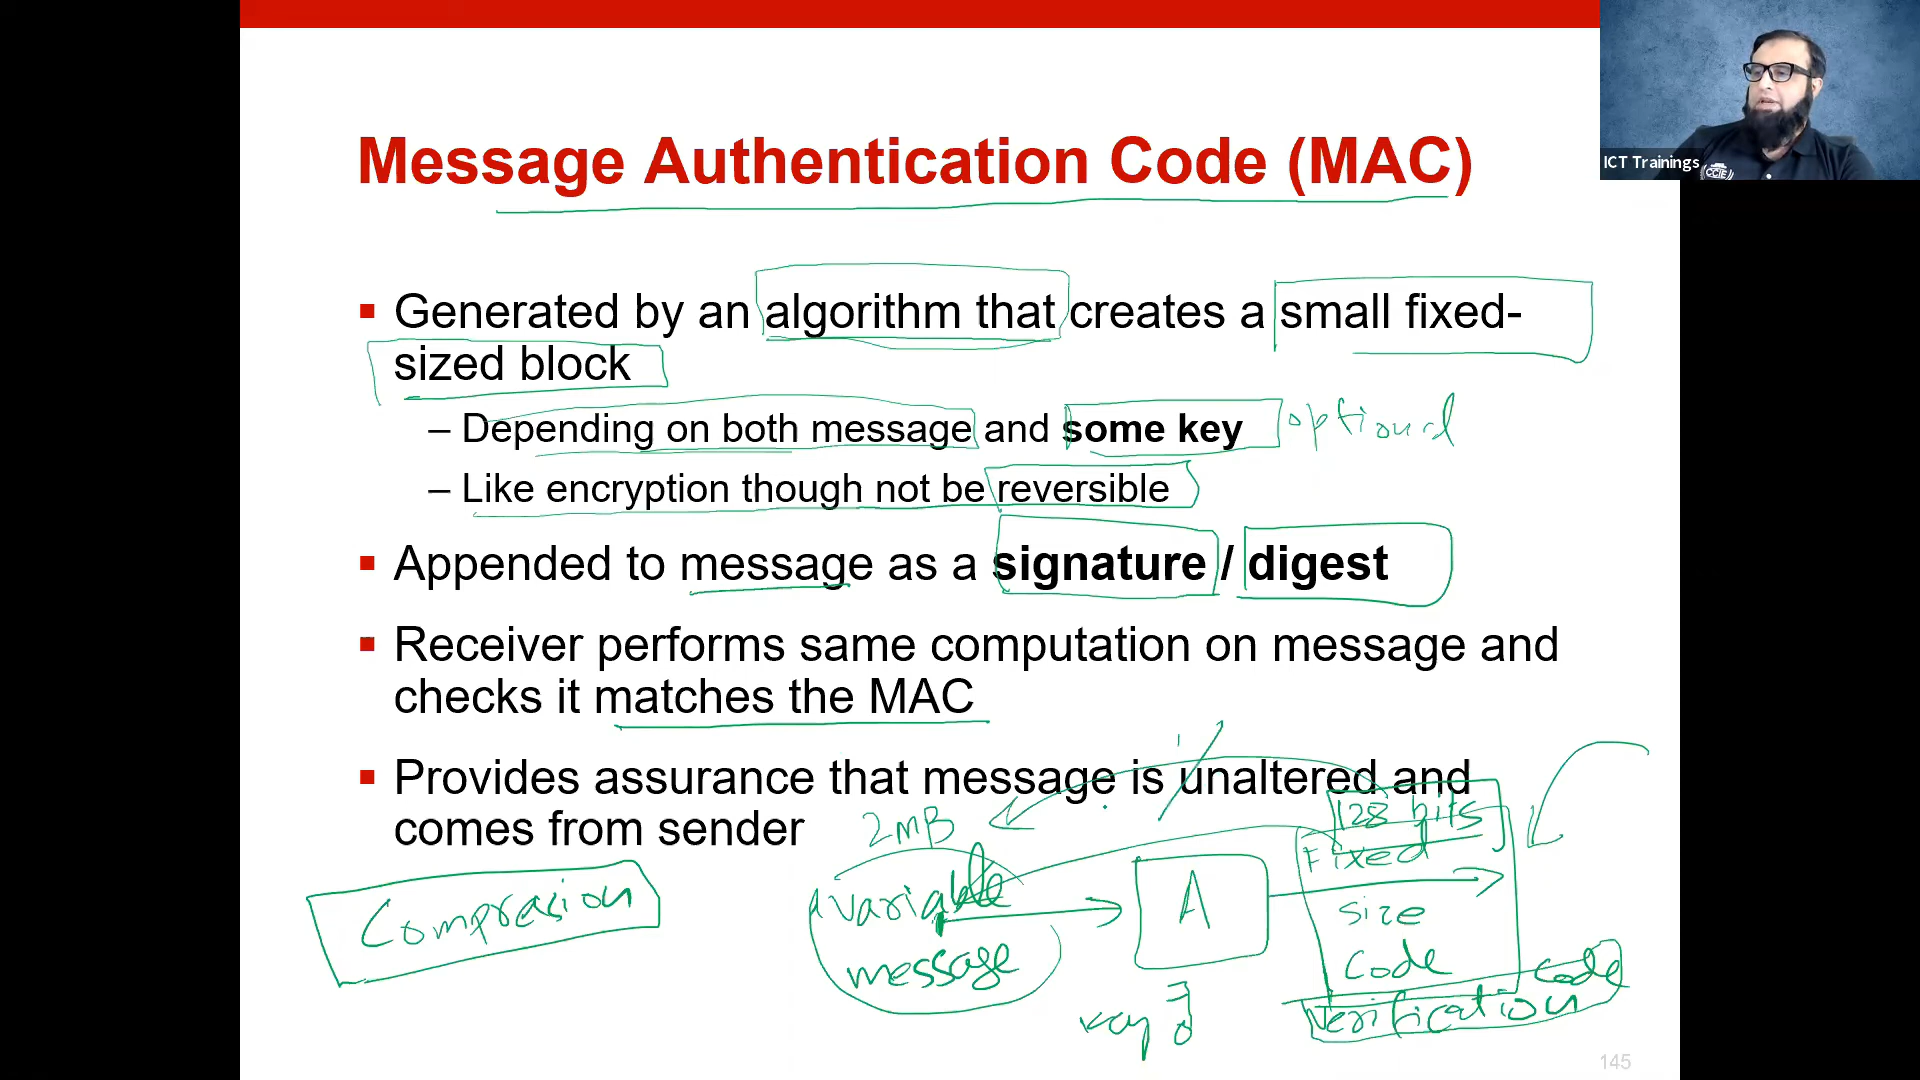 Message Authentication Code (MAC)
ICT Trainings
CCIE
▪ Generated by an algorithm that creates a small fixed-
sized block
– Depending on both message and some key optional
– Like encryption though not be reversible
▪ Appended to message as a signature / digest
▪ Receiver performs same computation on message and
checks it matches the MAC
▪ Provides assurance that message is unaltered and
comes from sender
2MB
128 bits
Fixed
Comprasion
variable
A
size
message
Code
code
key
Verification
145